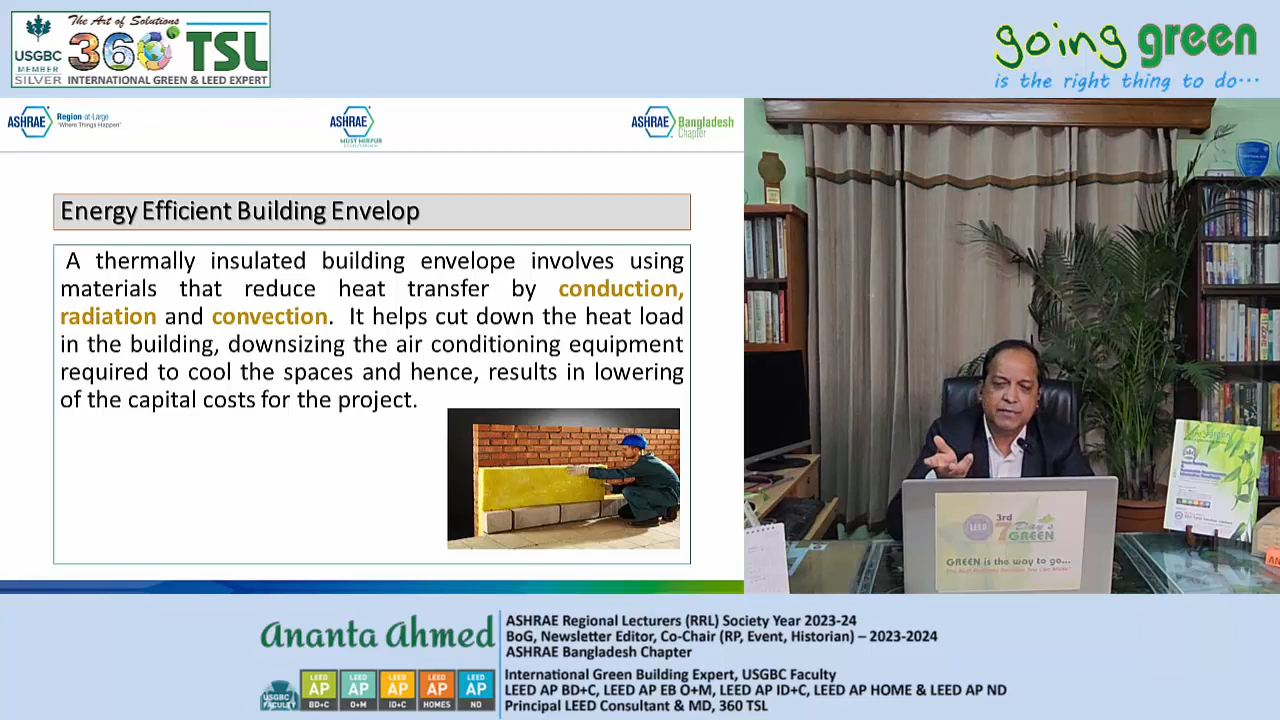 The Art of Solutions
USGBC
MEMBER
SILVER
360° TSL
INTERNATIONAL GREEN & LEED EXPERT
going green
is the right thing to do...
ASHRAE
Region-at-Large
"Where Things Happen"
ASHRAE
MUST MIRPUR
ASHRAE
Bangladesh
Chapter
Energy Efficient Building Envelop
A thermally insulated building envelope involves using
materials that reduce heat transfer by conduction,
radiation and convection. It helps cut down the heat load
in the building, downsizing the air conditioning equipment
required to cool the spaces and hence, results in lowering
of the capital costs for the project.
LEED
3rd
7 Day's
GREEN
GREEN is the way to go...
Ananta Ahmed
USGBC
FACULTY
LEED
AP
BD+C
LEED
AP
O+M
LEED
AP
ID+C
LEED
AP
HOMES
LEED
AP
ND
ASHRAE Regional Lecturers (RRL) Society Year 2023-24
BoG, Newsletter Editor, Co-Chair (RP, Event, Historian) – 2023-2024
ASHRAE Bangladesh Chapter
International Green Building Expert, USGBC Faculty
LEED AP BD+C, LEED AP EB O+M, LEED AP ID+C, LEED AP HOME & LEED AP ND
Principal LEED Consultant & MD, 360 TSL